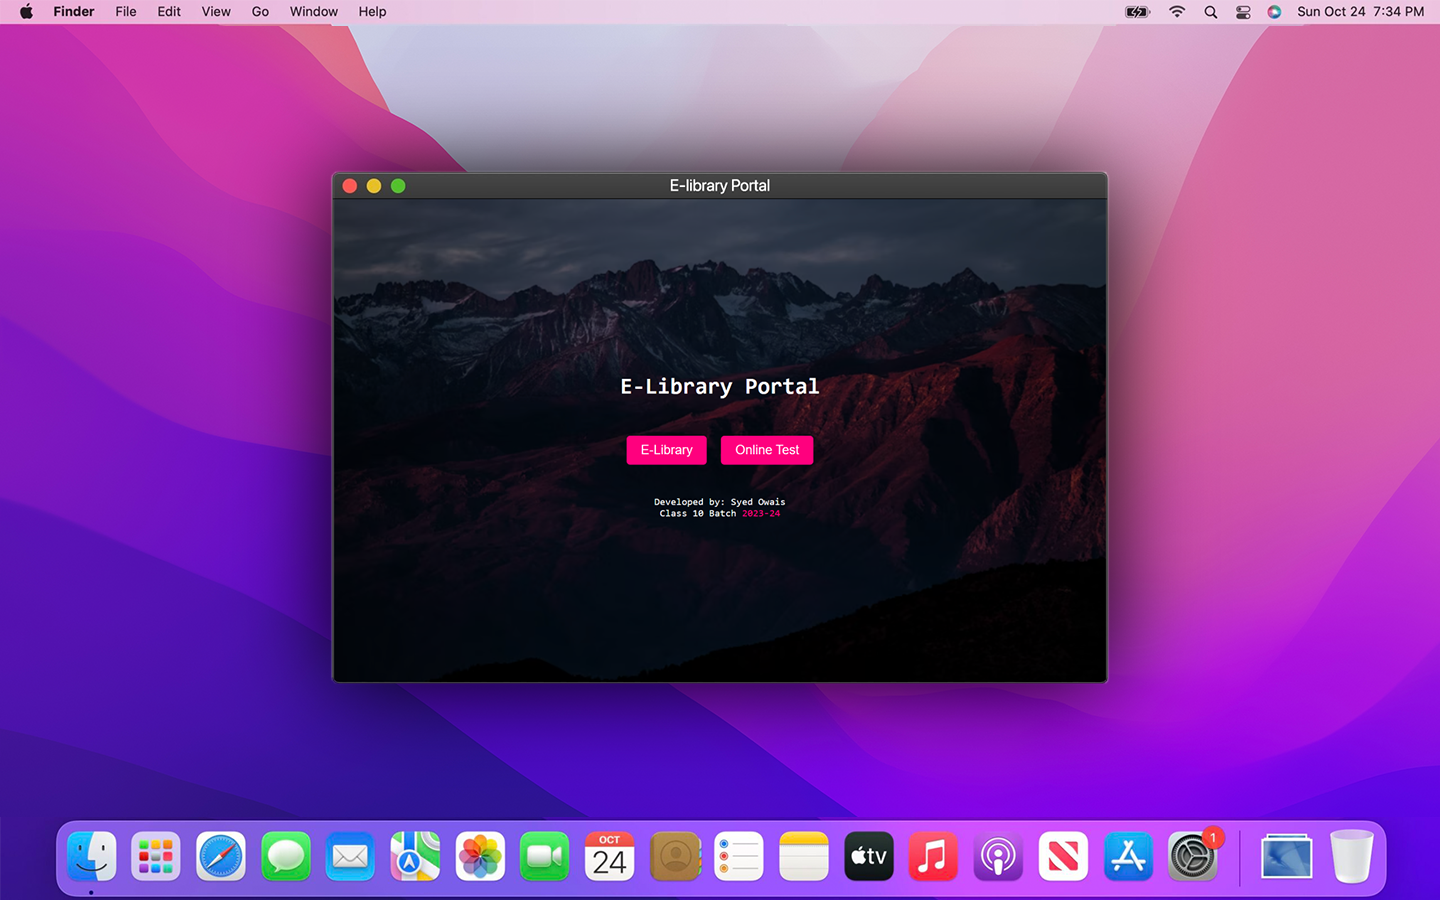 Finder File Edit View Go Window Help Sun Oct 24 7:34 PM
E-library Portal
E-Library Portal
E-Library Online Test
Developed by: Syed Owais
Class 10 Batch 2023-24
OCT
24
tv
1